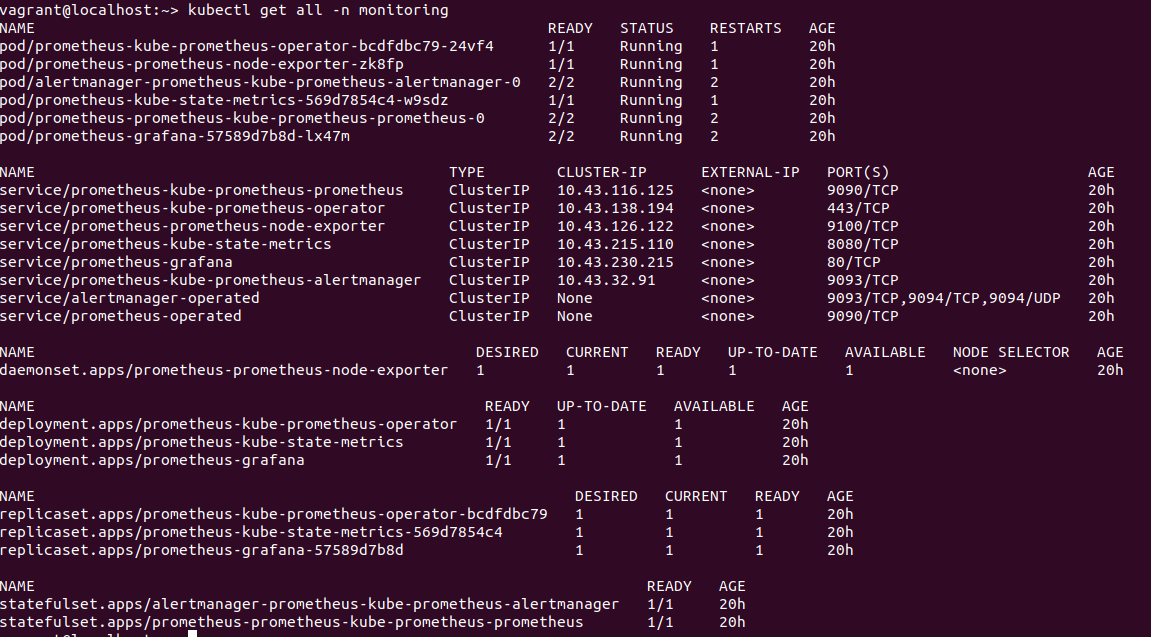 vagrant@localhost:~> kubectl get all -n monitoring
NAME READY STATUS RESTARTS AGE
pod/prometheus-kube-prometheus-operator-bcdfdbc79-24vf4 1/1 Running 1 20h
pod/prometheus-prometheus-node-exporter-zk8fp 1/1 Running 1 20h
pod/alertmanager-prometheus-kube-prometheus-alertmanager-0 2/2 Running 2 20h
pod/prometheus-kube-state-metrics-569d7854c4-w9sdz 1/1 Running 1 20h
pod/prometheus-prometheus-kube-prometheus-prometheus-0 2/2 Running 2 20h
pod/prometheus-grafana-57589d7b8d-lx47m 2/2 Running 2 20h
NAME TYPE CLUSTER-IP EXTERNAL-IP PORT(S) AGE
service/prometheus-kube-prometheus-prometheus ClusterIP 10.43.116.125 <none> 9090/TCP 20h
service/prometheus-kube-prometheus-operator ClusterIP 10.43.138.194 <none> 443/TCP 20h
service/prometheus-prometheus-node-exporter ClusterIP 10.43.126.122 <none> 9100/TCP 20h
service/prometheus-kube-state-metrics ClusterIP 10.43.215.110 <none> 8080/TCP 20h
service/prometheus-grafana ClusterIP 10.43.230.215 <none> 80/TCP 20h
service/prometheus-kube-prometheus-alertmanager ClusterIP 10.43.32.91 <none> 9093/TCP 20h
service/alertmanager-operated ClusterIP None <none> 9093/TCP,9094/TCP,9094/UDP 20h
service/prometheus-operated ClusterIP None <none> 9090/TCP 20h
NAME DESIRED CURRENT READY UP-TO-DATE AVAILABLE NODE SELECTOR AGE
daemonset.apps/prometheus-prometheus-node-exporter 1 1 1 1 1 <none> 20h
NAME READY UP-TO-DATE AVAILABLE AGE
deployment.apps/prometheus-kube-prometheus-operator 1/1 1 1 20h
deployment.apps/prometheus-kube-state-metrics 1/1 1 1 20h
deployment.apps/prometheus-grafana 1/1 1 1 20h
NAME DESIRED CURRENT READY AGE
replicaset.apps/prometheus-kube-prometheus-operator-bcdfdbc79 1 1 1 20h
replicaset.apps/prometheus-kube-state-metrics-569d7854c4 1 1 1 20h
replicaset.apps/prometheus-grafana-57589d7b8d 1 1 1 20h
NAME READY AGE
statefulset.apps/alertmanager-prometheus-kube-prometheus-alertmanager 1/1 20h
statefulset.apps/prometheus-prometheus-kube-prometheus-prometheus 1/1 20h